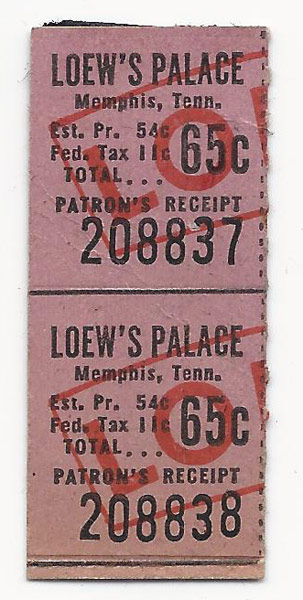 LOEW'S PALACE
Memphis, Tenn.
Est. Pr. 54c
Fed. Tax 11c 65c
TOTAL...
PATRON'S RECEIPT
208837
LOEW'S PALACE
Memphis, Tenn.
Est. Pr. 54c
Fed. Tax 11c 65c
TOTAL...
PATRON'S RECEIPT
208838